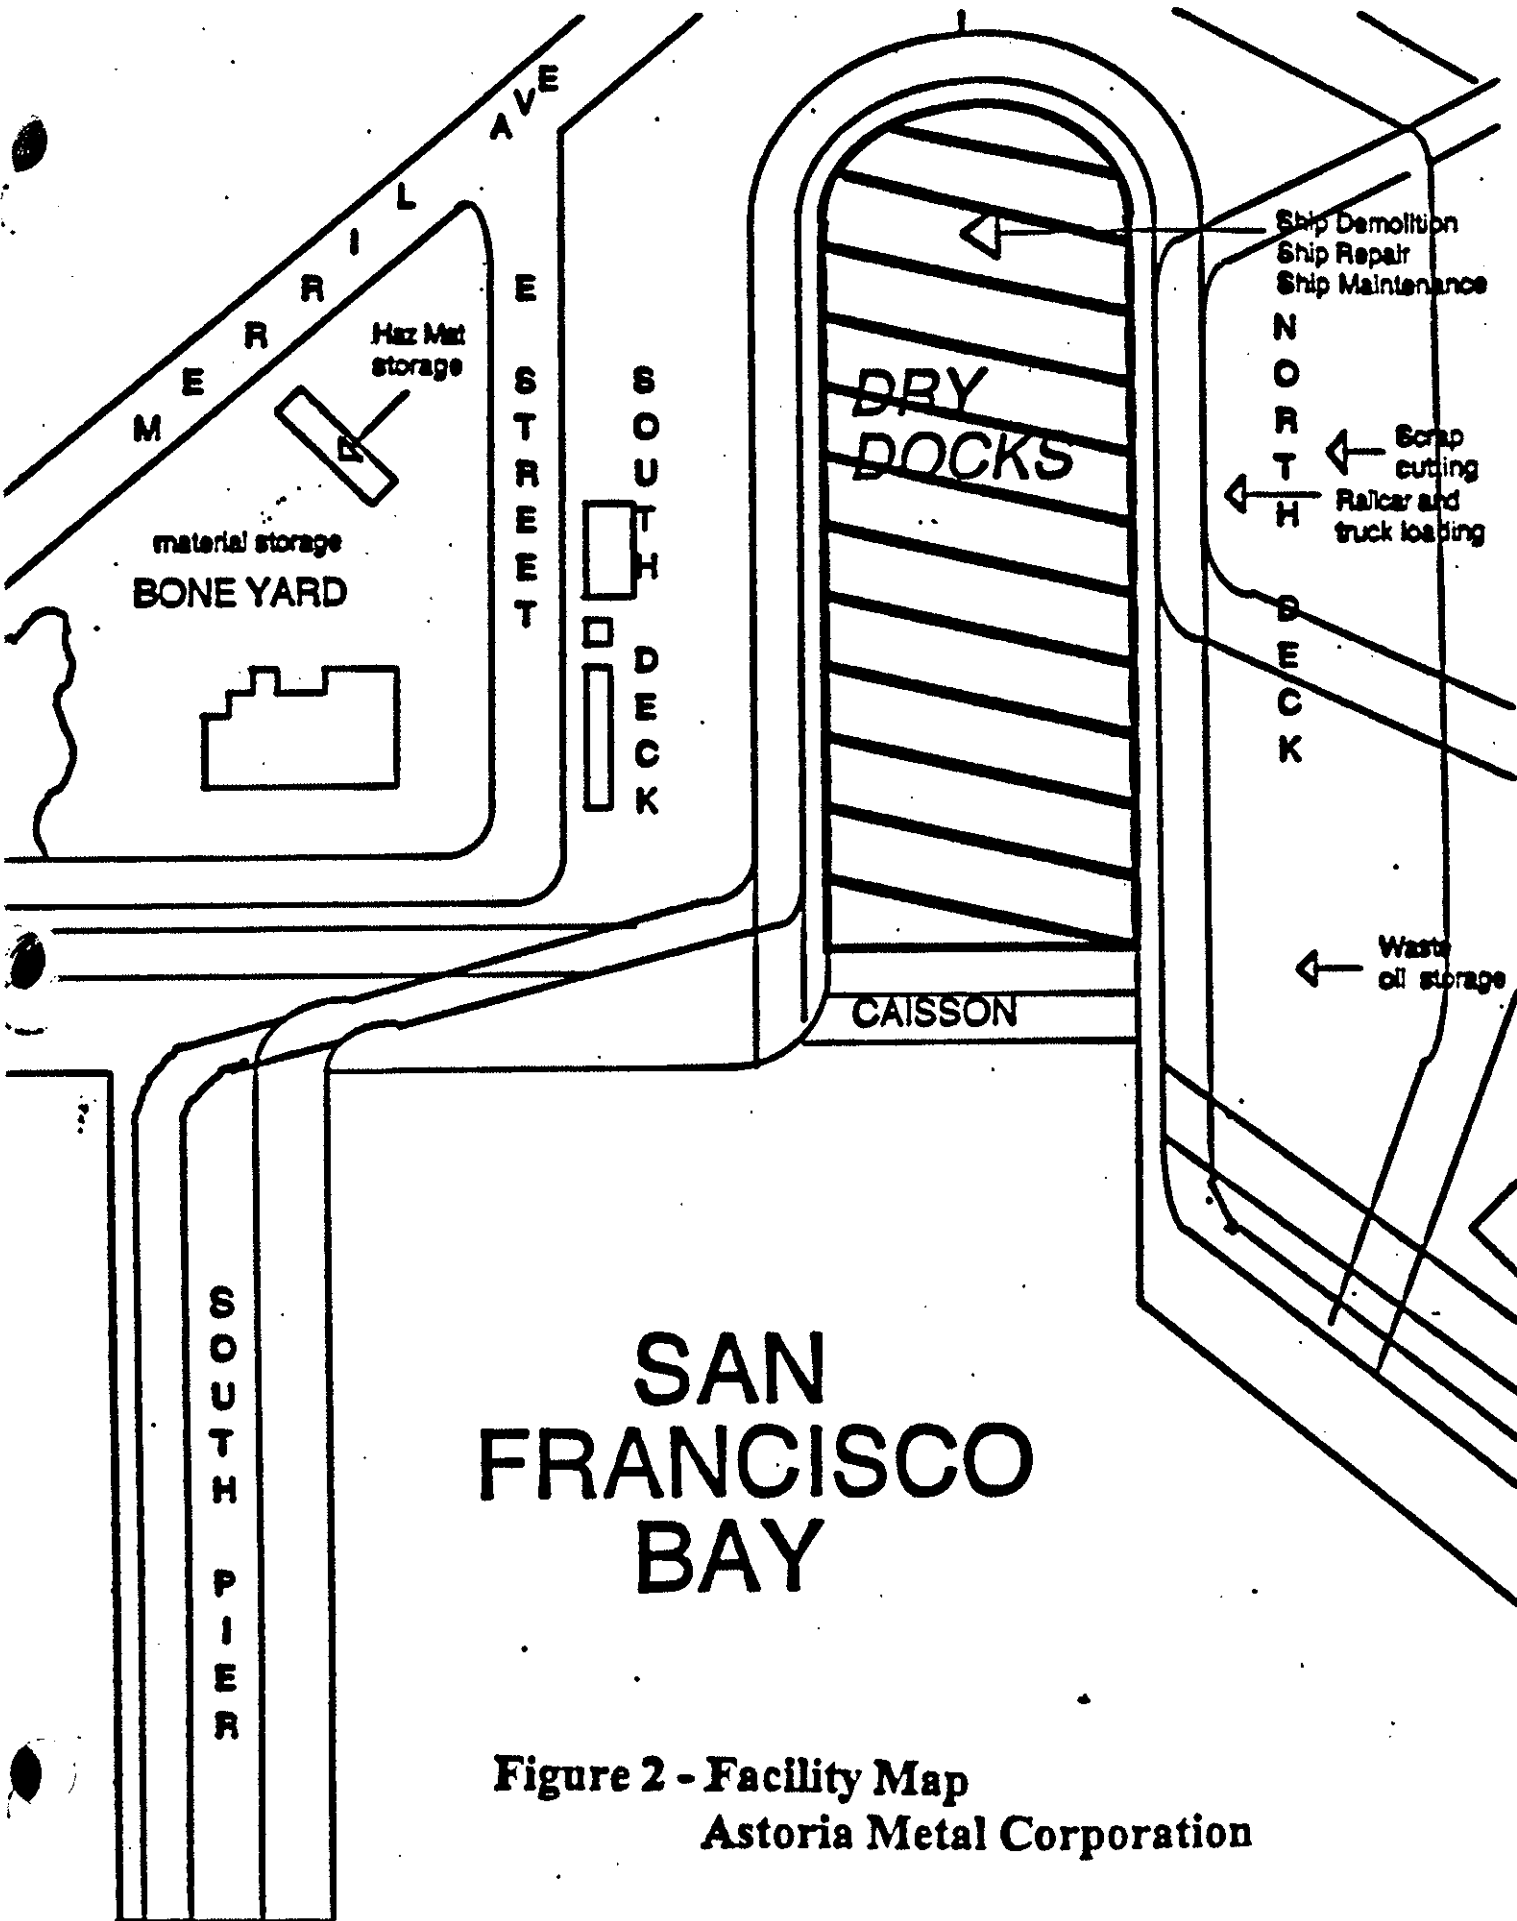 MERRIL AVE
E STREET
Haz Mat
storage
material storage
BONE YARD
SOUTH DECK
DRY
DOCKS
Ship Demolition
Ship Repair
Ship Maintenance
NORTH DECK
Scrap
cutting
Railcar and
truck loading
Waste
oil storage
CAISSON
SOUTH PIER
SAN
FRANCISCO
BAY
Figure 2 - Facility Map
Astoria Metal Corporation